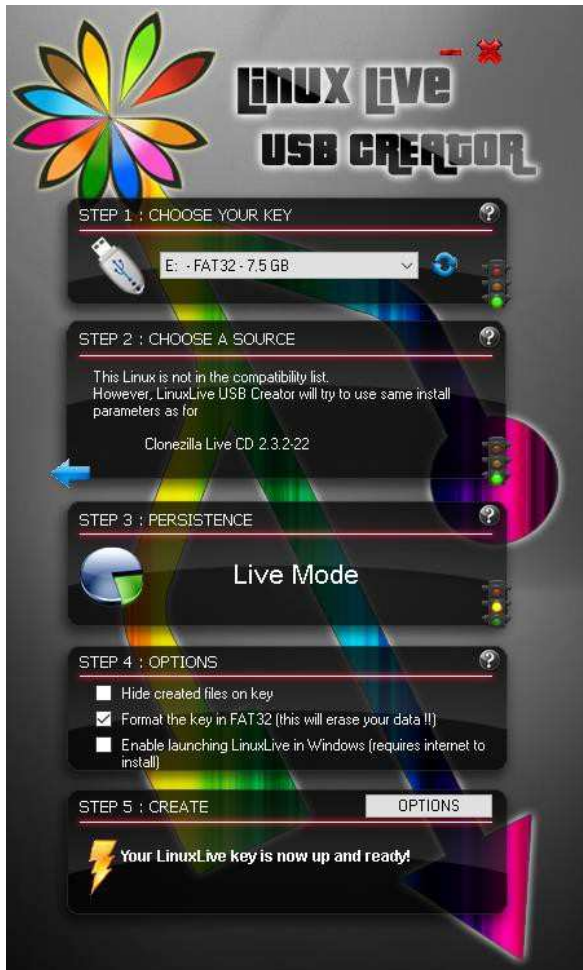 Linux Live
USB CREATOR
STEP 1 : CHOOSE YOUR KEY
?
E: - FAT32 - 7.5 GB
STEP 2 : CHOOSE A SOURCE
?
This Linux is not in the compatibility list.
However, LinuxLive USB Creator will try to use same install
parameters as for
Clonezilla Live CD 2.3.2-22
STEP 3 : PERSISTENCE
?
Live Mode
STEP 4 : OPTIONS
?
Hide created files on key
Format the key in FAT32 (this will erase your data !!)
Enable launching LinuxLive in Windows (requires internet to
install)
STEP 5 : CREATE
OPTIONS
Your LinuxLive key is now up and ready!